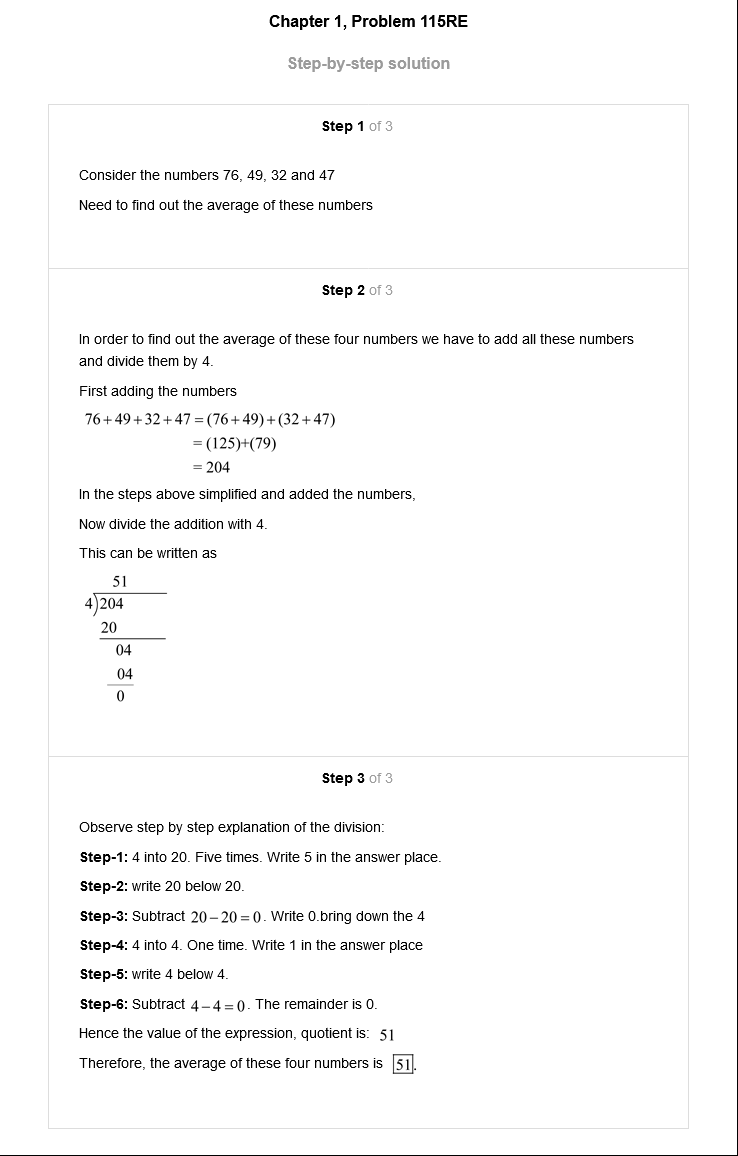 Chapter 1, Problem 115RE
Step-by-step solution
Step 1 of 3
Consider the numbers 76, 49, 32 and 47
Need to find out the average of these numbers
Step 2 of 3
In order to find out the average of these four numbers we have to add all these numbers
and divide them by 4.
First adding the numbers
76+49+32+47=(76+49)+(32+47)
=(125)+(79)
=204
In the steps above simplified and added the numbers,
Now divide the addition with 4.
This can be written as
51
4)204
20
04
04
0
Step 3 of 3
Observe step by step explanation of the division:
Step-1: 4 into 20. Five times. Write 5 in the answer place.
Step-2: write 20 below 20.
Step-3: Subtract 20-20=0. Write 0.bring down the 4
Step-4: 4 into 4. One time. Write 1 in the answer place
Step-5: write 4 below 4.
Step-6: Subtract 4-4=0. The remainder is 0.
Hence the value of the expression, quotient is: 51
Therefore, the average of these four numbers is 51.